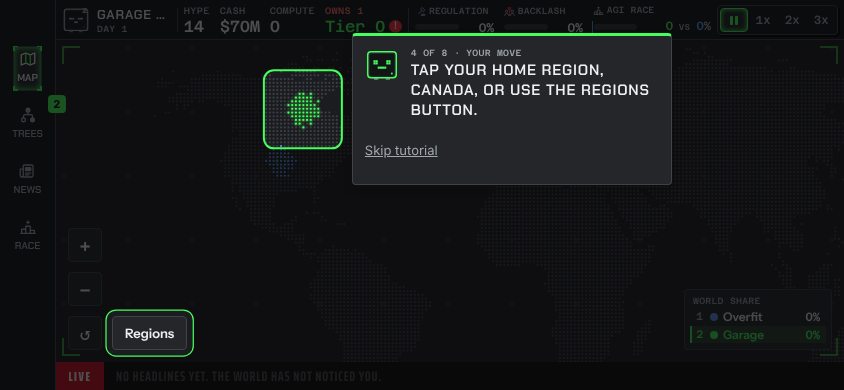 GARAGE …
DAY 1
HYPE
14
CASH
$70M
COMPUTE
0
OWNS 1
Tier 0
!
REGULATION
0%
BACKLASH
0%
AGI RACE
0 vs 0%
1x
2x
3x
MAP
2
TREES
NEWS
RACE
4 OF 8 · YOUR MOVE
TAP YOUR HOME REGION,
CANADA, OR USE THE REGIONS
BUTTON.
Skip tutorial
+
−
↺
Regions
WORLD SHARE
1 Overfit 0%
2 Garage 0%
LIVE
NO HEADLINES YET. THE WORLD HAS NOT NOTICED YOU.